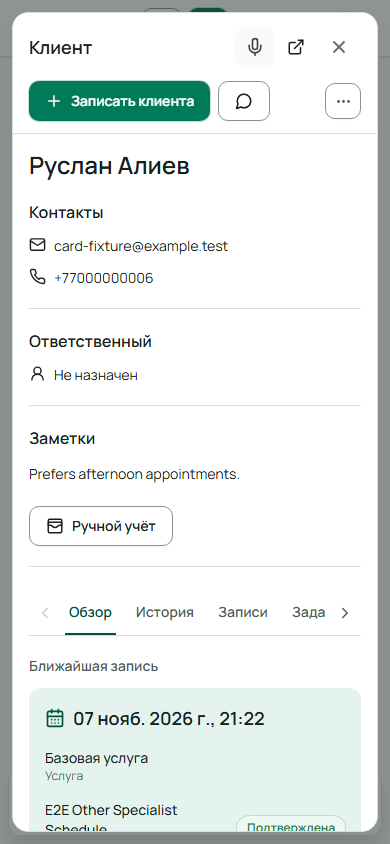 Клиент
Записать клиента
Руслан Алиев
Контакты
card-fixture@example.test
+77000000006
Ответственный
Не назначен
Заметки
Prefers afternoon appointments.
Ручной учёт
Обзор История Записи Зада
Ближайшая запись
07 нояб. 2026 г., 21:22
Базовая услуга
Услуга
E2E Other Specialist
Schedule
Подтверждена